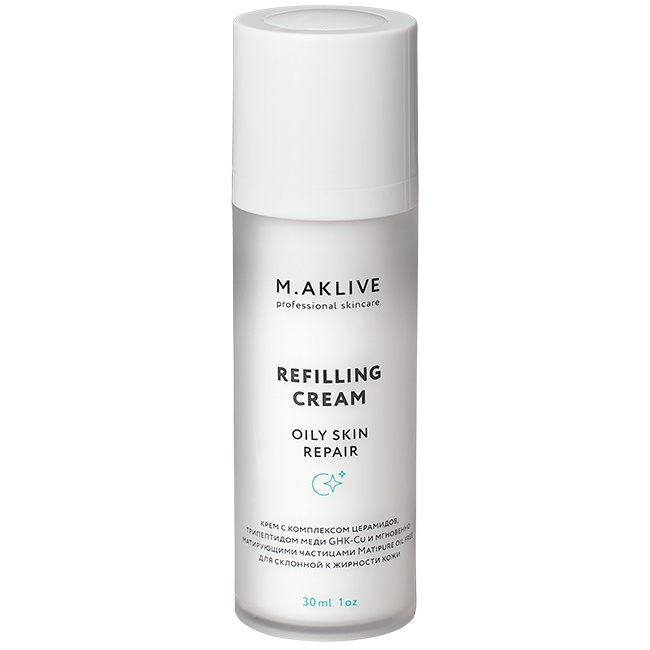 M.AKLIVE
professional skincare
REFILLING
CREAM
OILY SKIN
REPAIR
КРЕМ С КОМПЛЕКСОМ ЦЕРАМИДОВ,
ТРИПЕПТИДОМ МЕДИ GHK-Cu И МГНОВЕННО
МАТИРУЮЩИМИ ЧАСТИЦАМИ MATIPURE OIL FREE
ДЛЯ СКЛОННОЙ К ЖИРНОСТИ КОЖИ
30ml 1oz